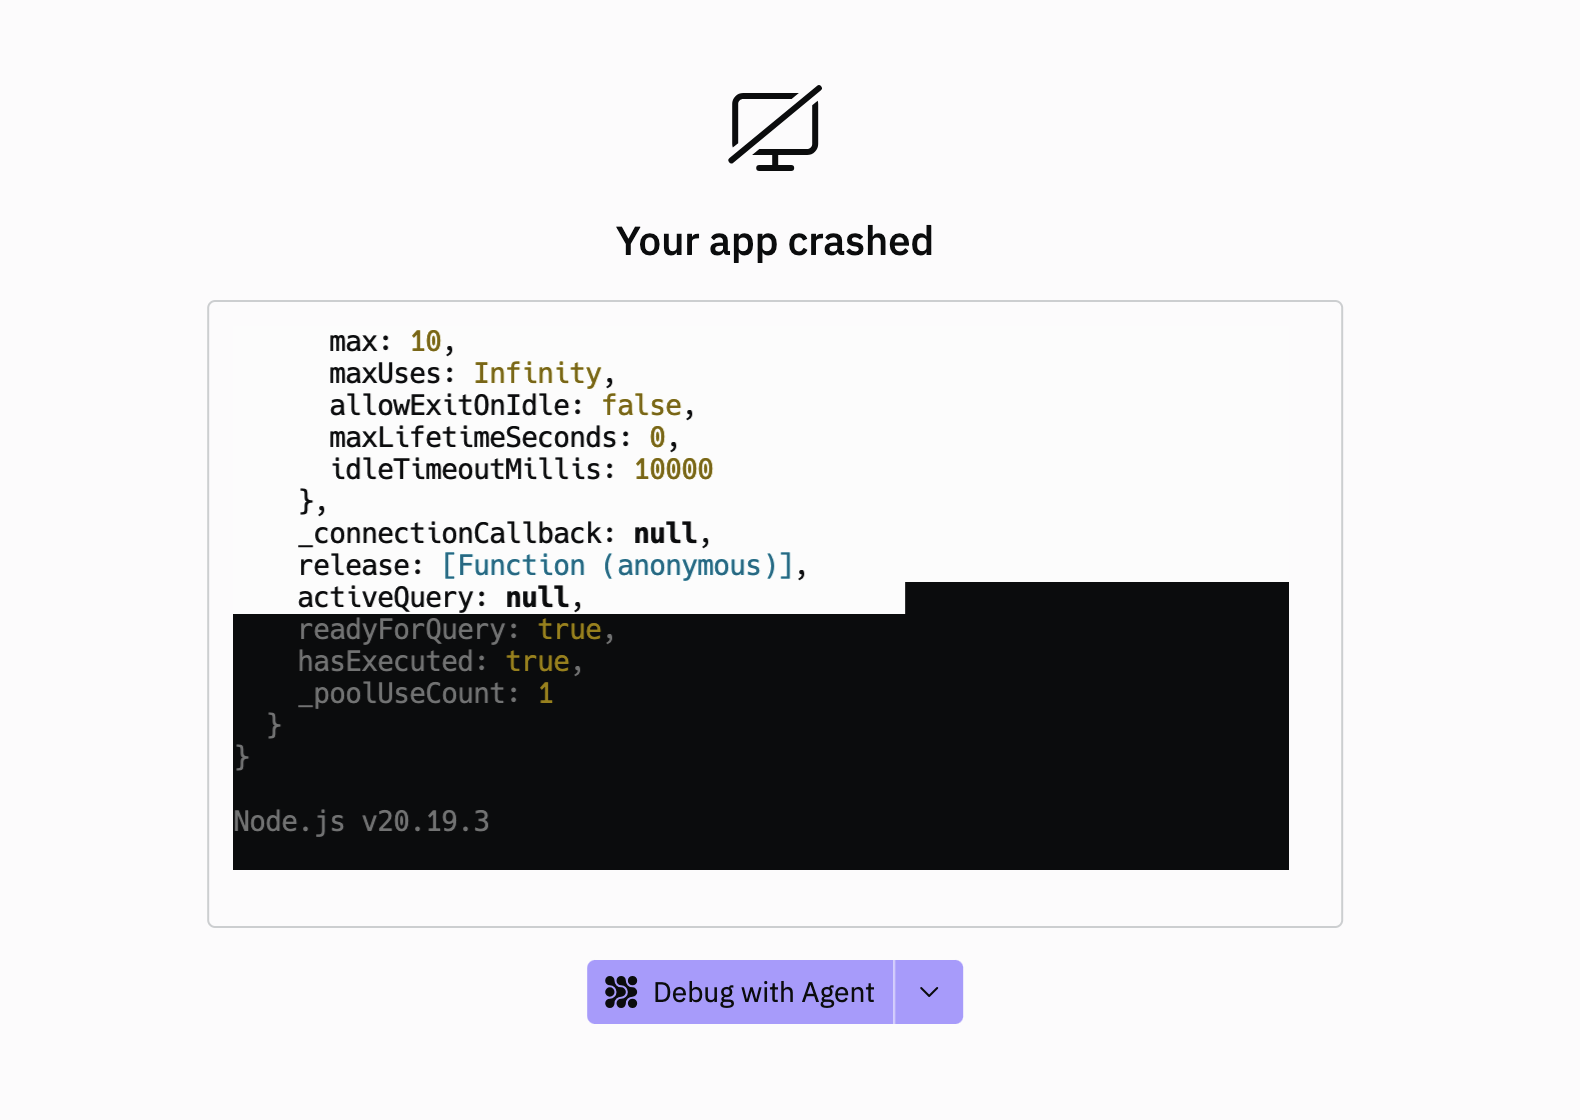 Your app crashed
max: 10,
maxUses: Infinity,
allowExitOnIdle: false,
maxLifetimeSeconds: 0,
idleTimeoutMillis: 10000
},
_connectionCallback: null,
release: [Function (anonymous)],
activeQuery: null,
readyForQuery: true,
hasExecuted: true,
_poolUseCount: 1
}
}
Node.js v20.19.3
Debug with Agent